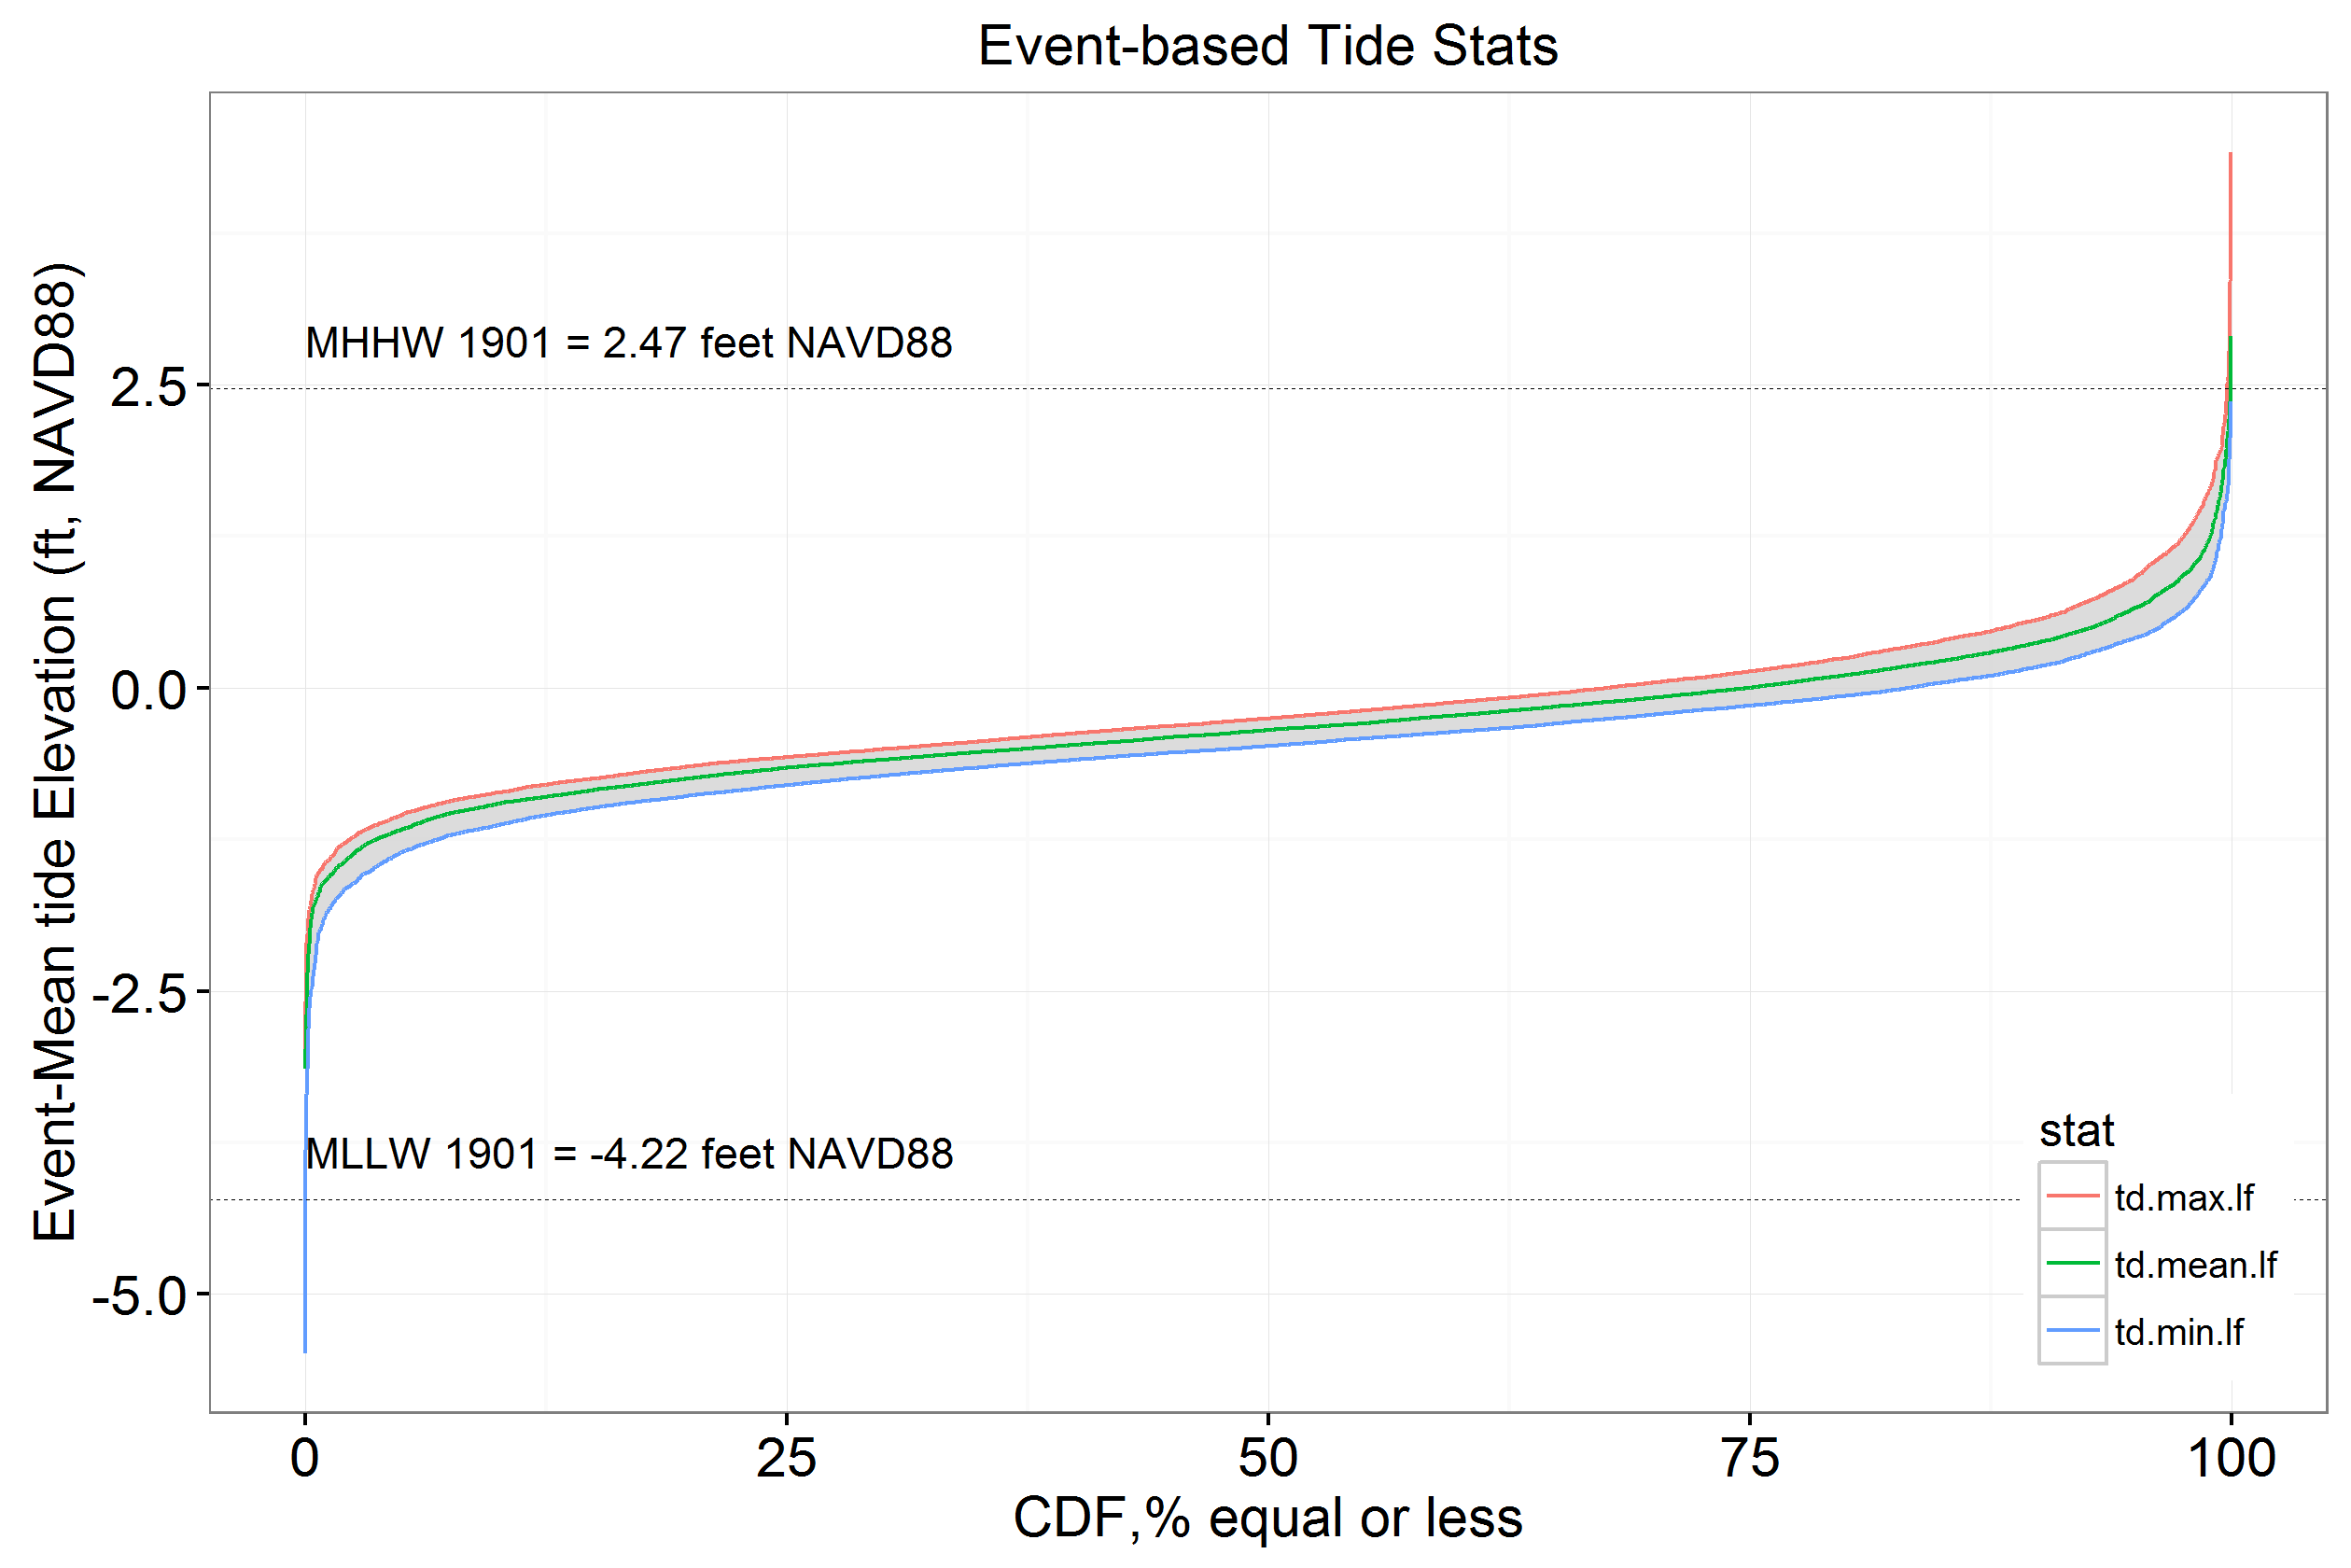 Event-based Tide Stats
Event-Mean tide Elevation (ft, NAVD88)
MHHW 1901 = 2.47 feet NAVD88
2.5
0.0
-2.5
MLLW 1901 = -4.22 feet NAVD88
-5.0
stat
td.max.lf
td.mean.lf
td.min.lf
0 25 50 75 100
CDF,% equal or less